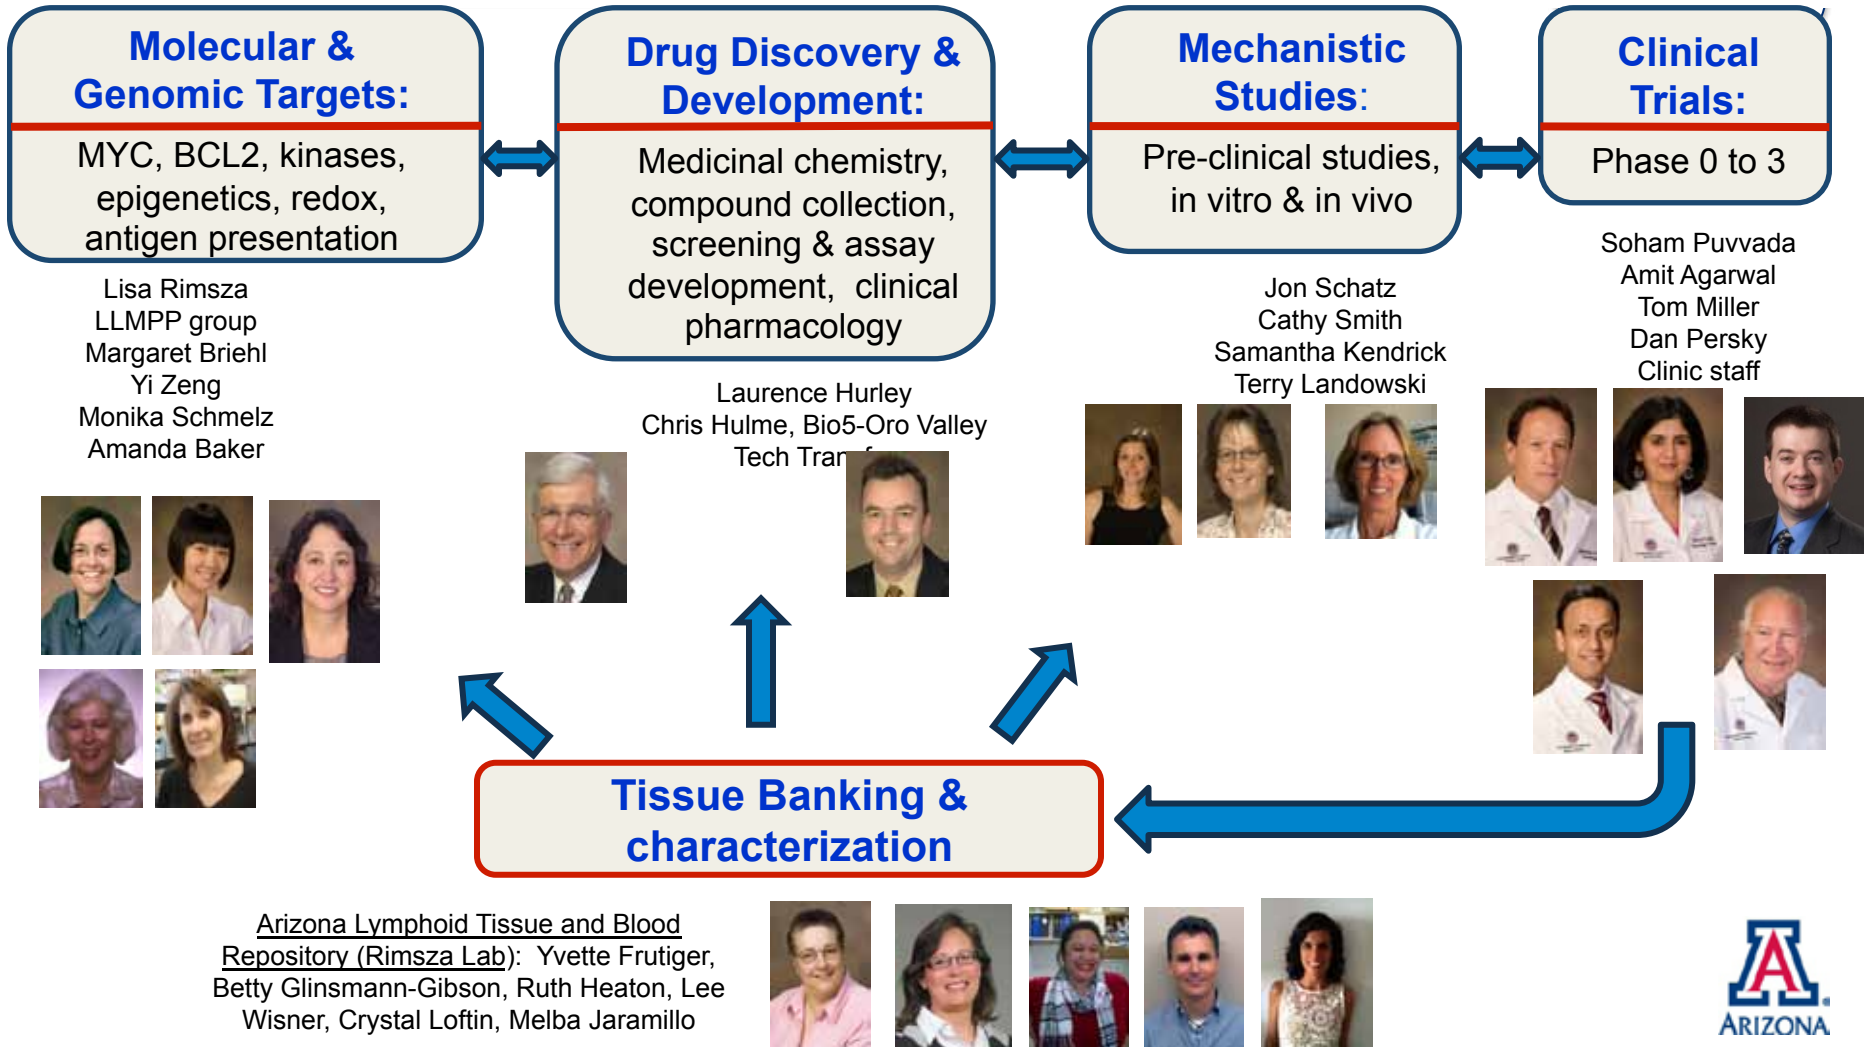 Molecular &
Genomic Targets:
MYC, BCL2, kinases,
epigenetics, redox,
antigen presentation
Lisa Rimsza
LLMPP group
Margaret Briehl
Yi Zeng
Monika Schmelz
Amanda Baker
Drug Discovery &
Development:
Medicinal chemistry,
compound collection,
screening & assay
development, clinical
pharmacology
Laurence Hurley
Chris Hulme, Bio5-Oro Valley
Tech
Mechanistic
Studies:
Pre-clinical studies,
in vitro & in vivo
Jon Schatz
Cathy Smith
Samantha Kendrick
Terry Landowski
Clinical
Trials:
Phase 0 to 3
Soham Puvvada
Amit Agarwal
Tom Miller
Dan Persky
Clinic staff
Tissue Banking &
characterization
Arizona Lymphoid Tissue and Blood
Repository (Rimsza Lab): Yvette Frutiger,
Betty Glinsmann-Gibson, Ruth Heaton, Lee
Wisner, Crystal Loftin, Melba Jaramillo
A
ARIZONA